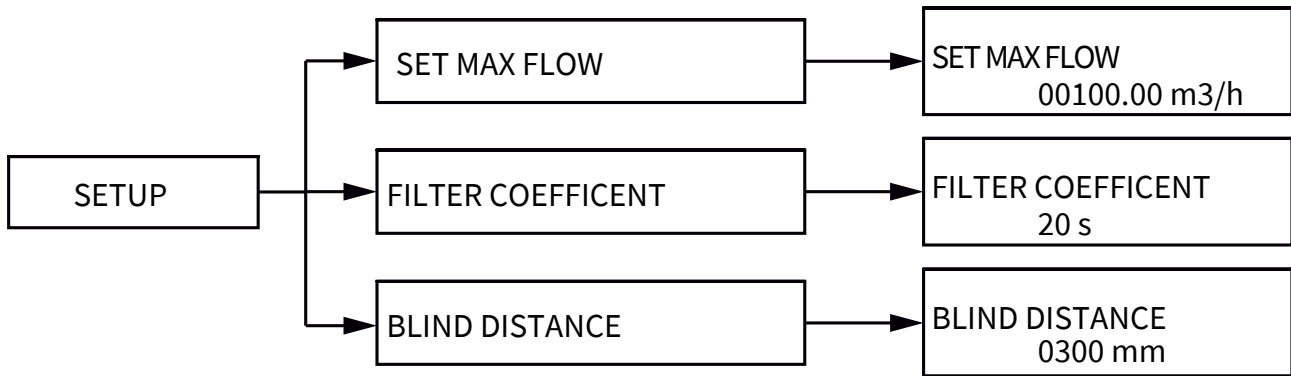 SET MAX FLOW
SET MAX FLOW
00100.00 m3/h
SETUP
FILTER COEFFICENT
FILTER COEFFICENT
20 s
BLIND DISTANCE
BLIND DISTANCE
0300 mm